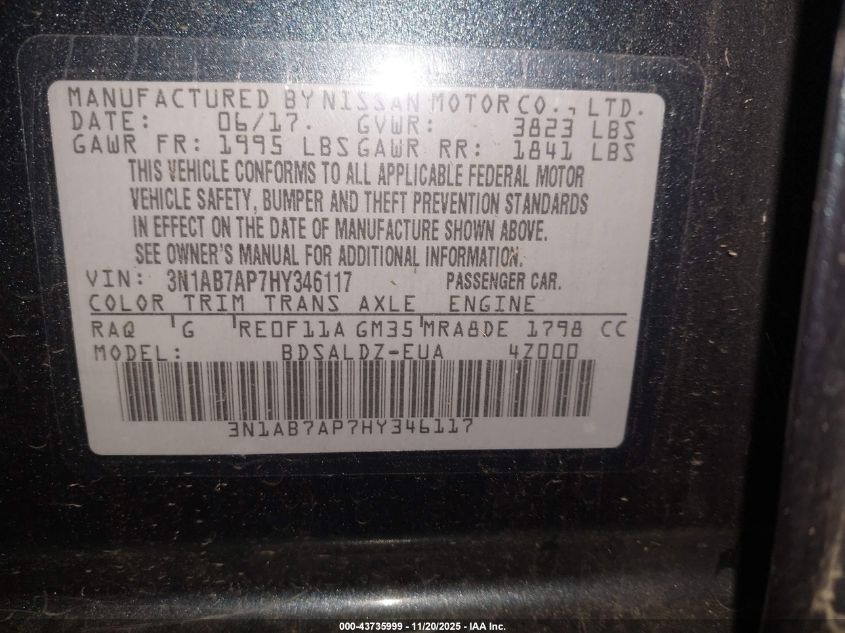 MANUFACTURED BY NISSAN MOTOR CO., LTD.
DATE: 06/17. GVWR: 3823 LBS
GAWR FR: 1995 LBS GAWR RR: 1841 LBS
THIS VEHICLE CONFORMS TO ALL APPLICABLE FEDERAL MOTOR
VEHICLE SAFETY, BUMPER AND THEFT PREVENTION STANDARDS
IN EFFECT ON THE DATE OF MANUFACTURE SHOWN ABOVE.
SEE OWNER'S MANUAL FOR ADDITIONAL INFORMATION.
VIN: 3N1AB7AP7HY346117 PASSENGER CAR.
COLOR TRIM TRANS AXLE ENGINE
RAQ G RE0F11A GM35 MRA8DE 1798 CC
MODEL: BDSALDZ-EUA 4Z000
3N1AB7AP7HY346117
000-43735999 - 11/20/2025 - IAA Inc.